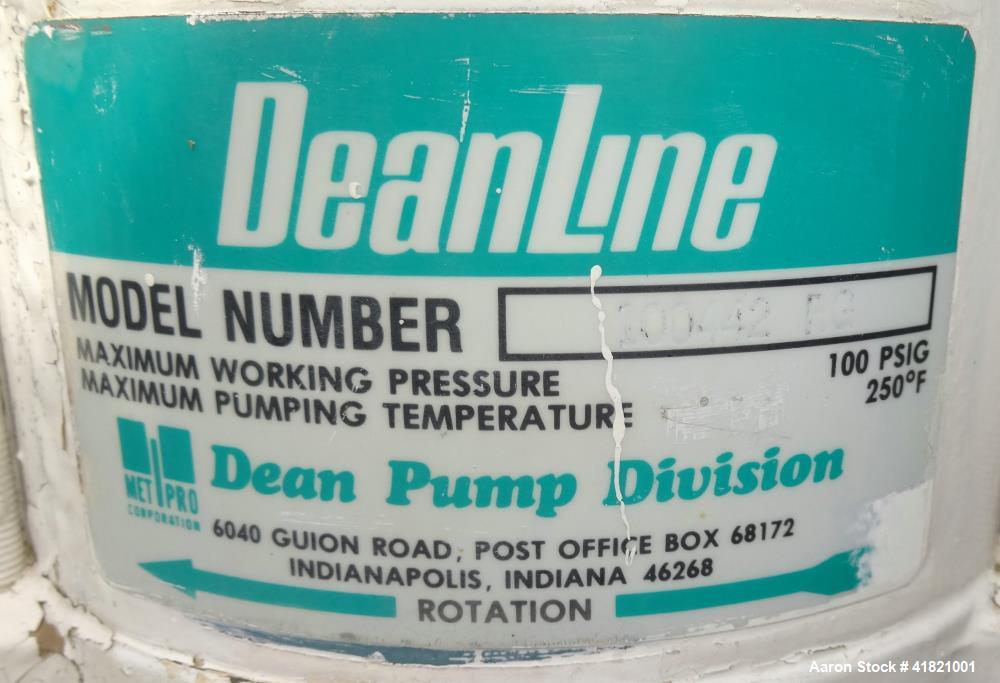 DeanLine
MODEL NUMBER
MAXIMUM WORKING PRESSURE 100 PSIG
MAXIMUM PUMPING TEMPERATURE 250°F
MET PRO
CORPORATION
Dean Pump Division
6040 GUION ROAD, POST OFFICE BOX 68172
INDIANAPOLIS, INDIANA 46268
ROTATION
Aaron Stock # 41821001